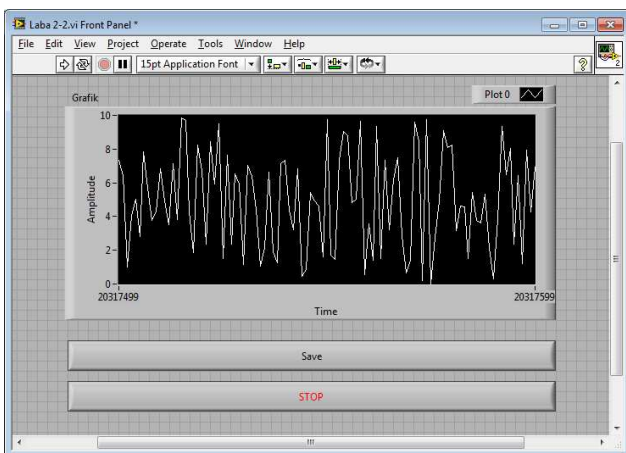 Laba 2-2.vi Front Panel *
File Edit View Project Operate Tools Window Help
15pt Application Font
2
Grafik
Plot 0
10
8
6
4
2
0
Amplitude
20317499
20317599
Time
Save
STOP